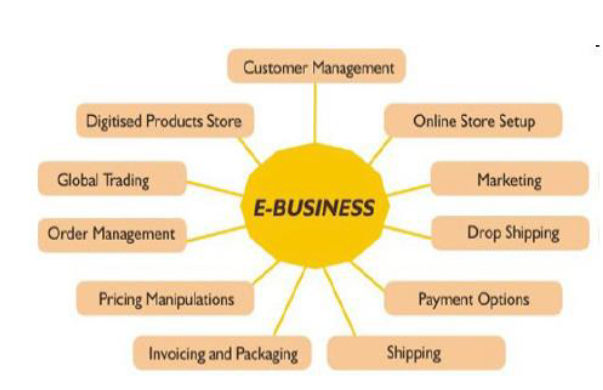 Customer Management
Digitised Products Store
Online Store Setup
Global Trading
Marketing
E-BUSINESS
Order Management
Drop Shipping
Pricing Manipulations
Payment Options
Invoicing and Packaging
Shipping